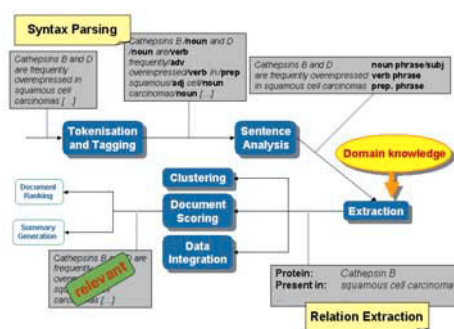 Syntax Parsing
Cathepsins B and D
are frequently
overexpressed in
squamous cell
carcinomas [...]
Cathepsins B /noun and D
/noun are/verb
frequently/adv
overexpressed/verb in/prep
squamous/adj cell/noun
carcinomas/noun [...]
Cathepsins B and D noun phrase/subj
are frequently overexpressed verb phrase
in squamous cell carcinomas prep. phrase
Tokenisation
and Tagging
Sentence
Analysis
Domain knowledge
Clustering
Document
Ranking
Document
Scoring
Extraction
Summary
Generation
Data
Integration
Cathepsins B and D are
frequently
relevant
carcinomas [...]
Protein: Cathepsin B
Present in: squamous cell carcinoma
Relation Extraction